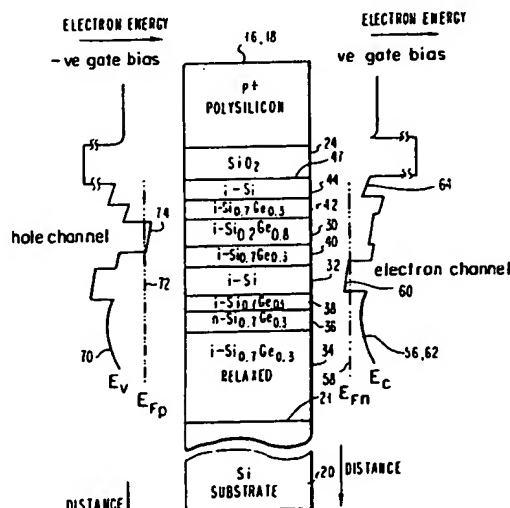 ELECTRON ENERGY
-ve gate bias
16,18
ELECTRON ENERGY
ve gate bias
p+
POLYSILICON
24
SiO2
47
i-Si
44
64
i-Si0.7Ge0.3
42
74
i-Si0.2Ge0.8
30
hole channel
i-Si0.7Ge0.3
40
electron channel
72
i-Si
32
60
i-Si0.7Ge0.3
38
n-Si0.7Ge0.3
36
70
i-Si0.7Ge0.3
RELAXED
34
58
56,62
Ev
EFp
EFn
Ec
21
Si
SUBSTRATE
20
DISTANCE
DISTANCE